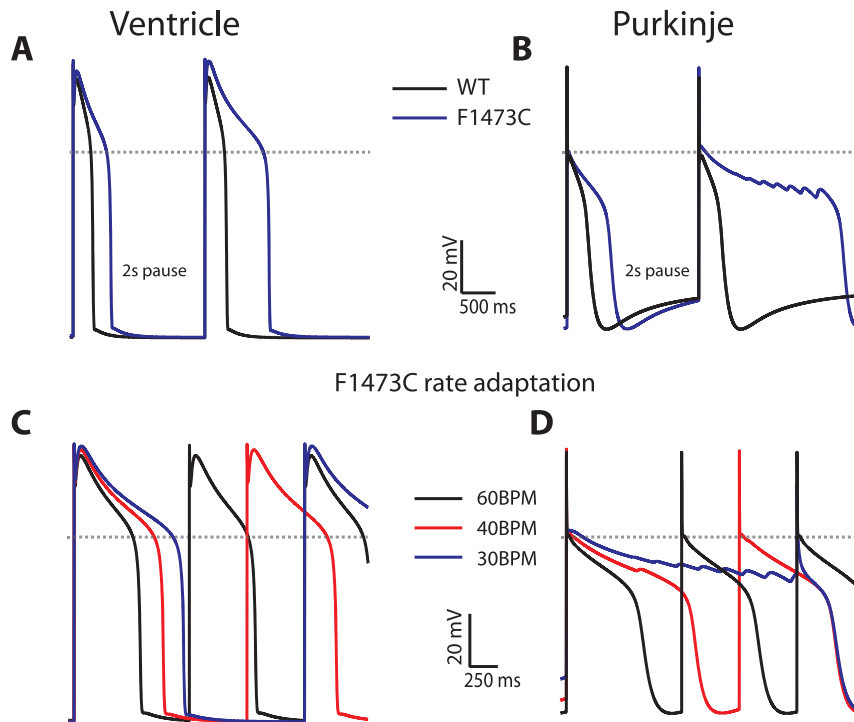 Ventricle
Purkinje
A
B
WT
F1473C
2s pause
20 mV
500 ms
2s pause
F1473C rate adaptation
C
D
60BPM
40BPM
30BPM
20 mV
250 ms